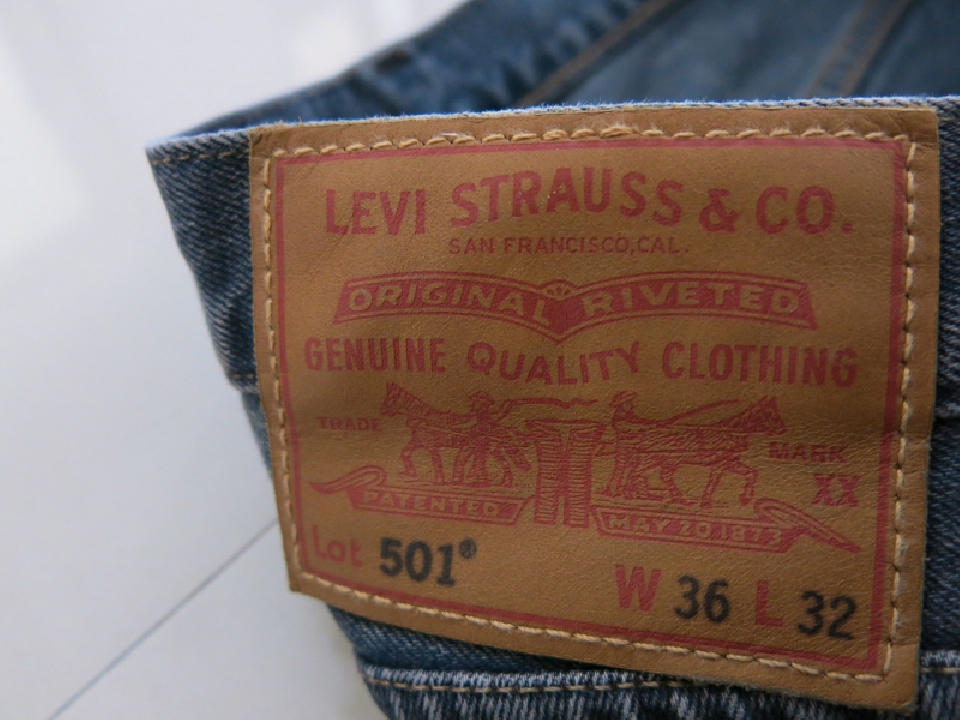 LEVI STRAUSS & CO.
SAN FRANCISCO, CAL.
ORIGINAL RIVETED
GENUINE QUALITY CLOTHING
TRADE MARK
XX
PATENTED MAY 20 1873
Lot 501®
W 36 L 32